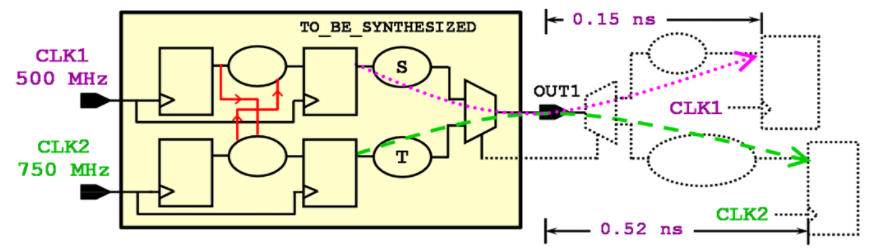 TO_BE_SYNTHESIZED
0.15 ns
CLK1
500 MHz
S
OUT1
CLK1
CLK2
750 MHz
T
CLK2
0.52 ns